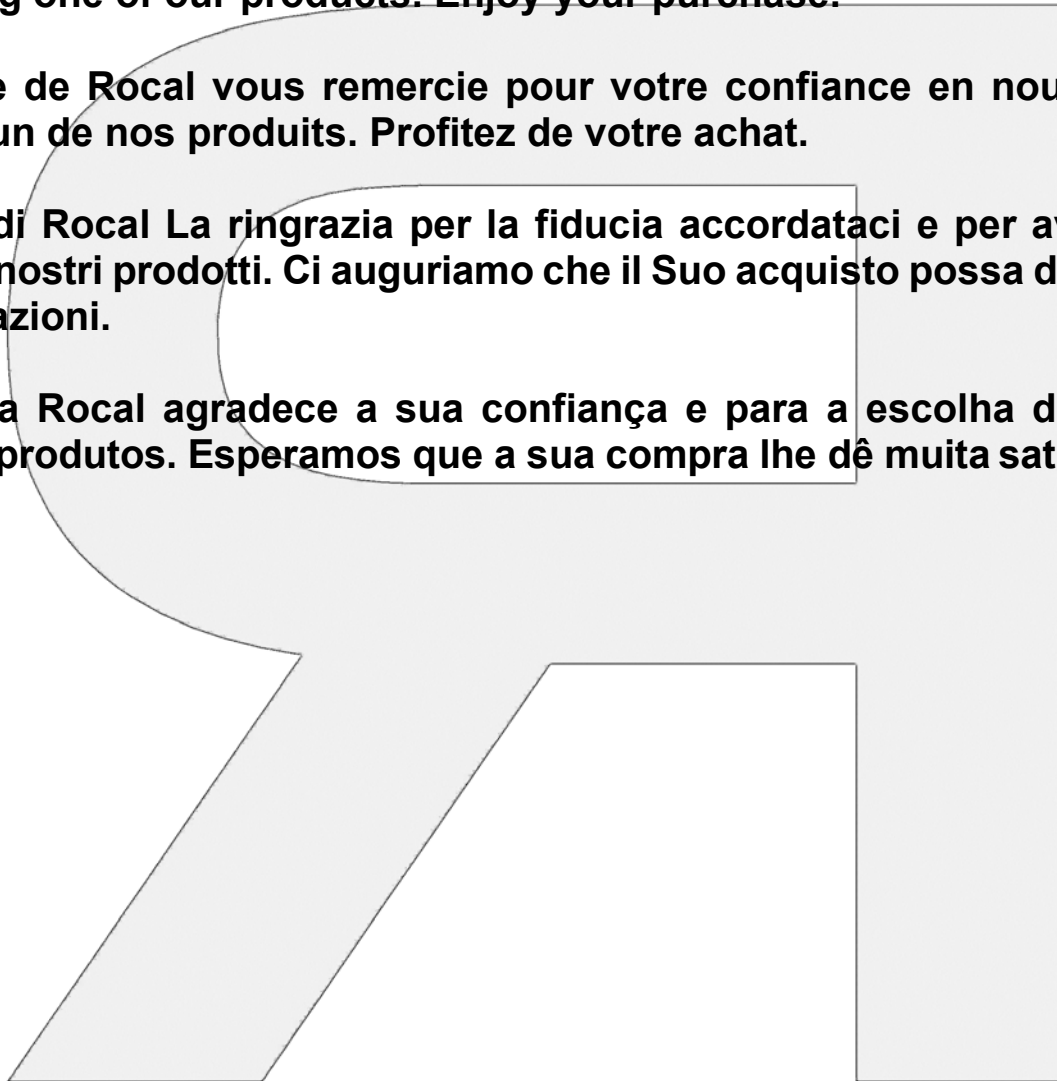 one of our products. Enjoy your purchase.
de Rocal vous remercie pour votre confiance en nou
un de nos produits. Profitez de votre achat.
di Rocal La ringrazia per la fiducia accordataci e per av
nostri prodotti. Ci auguriamo che il Suo acquisto possa d
azioni.
a Rocal agradece a sua confiança e para a escolha d
produtos. Esperamos que a sua compra lhe dê muita sat